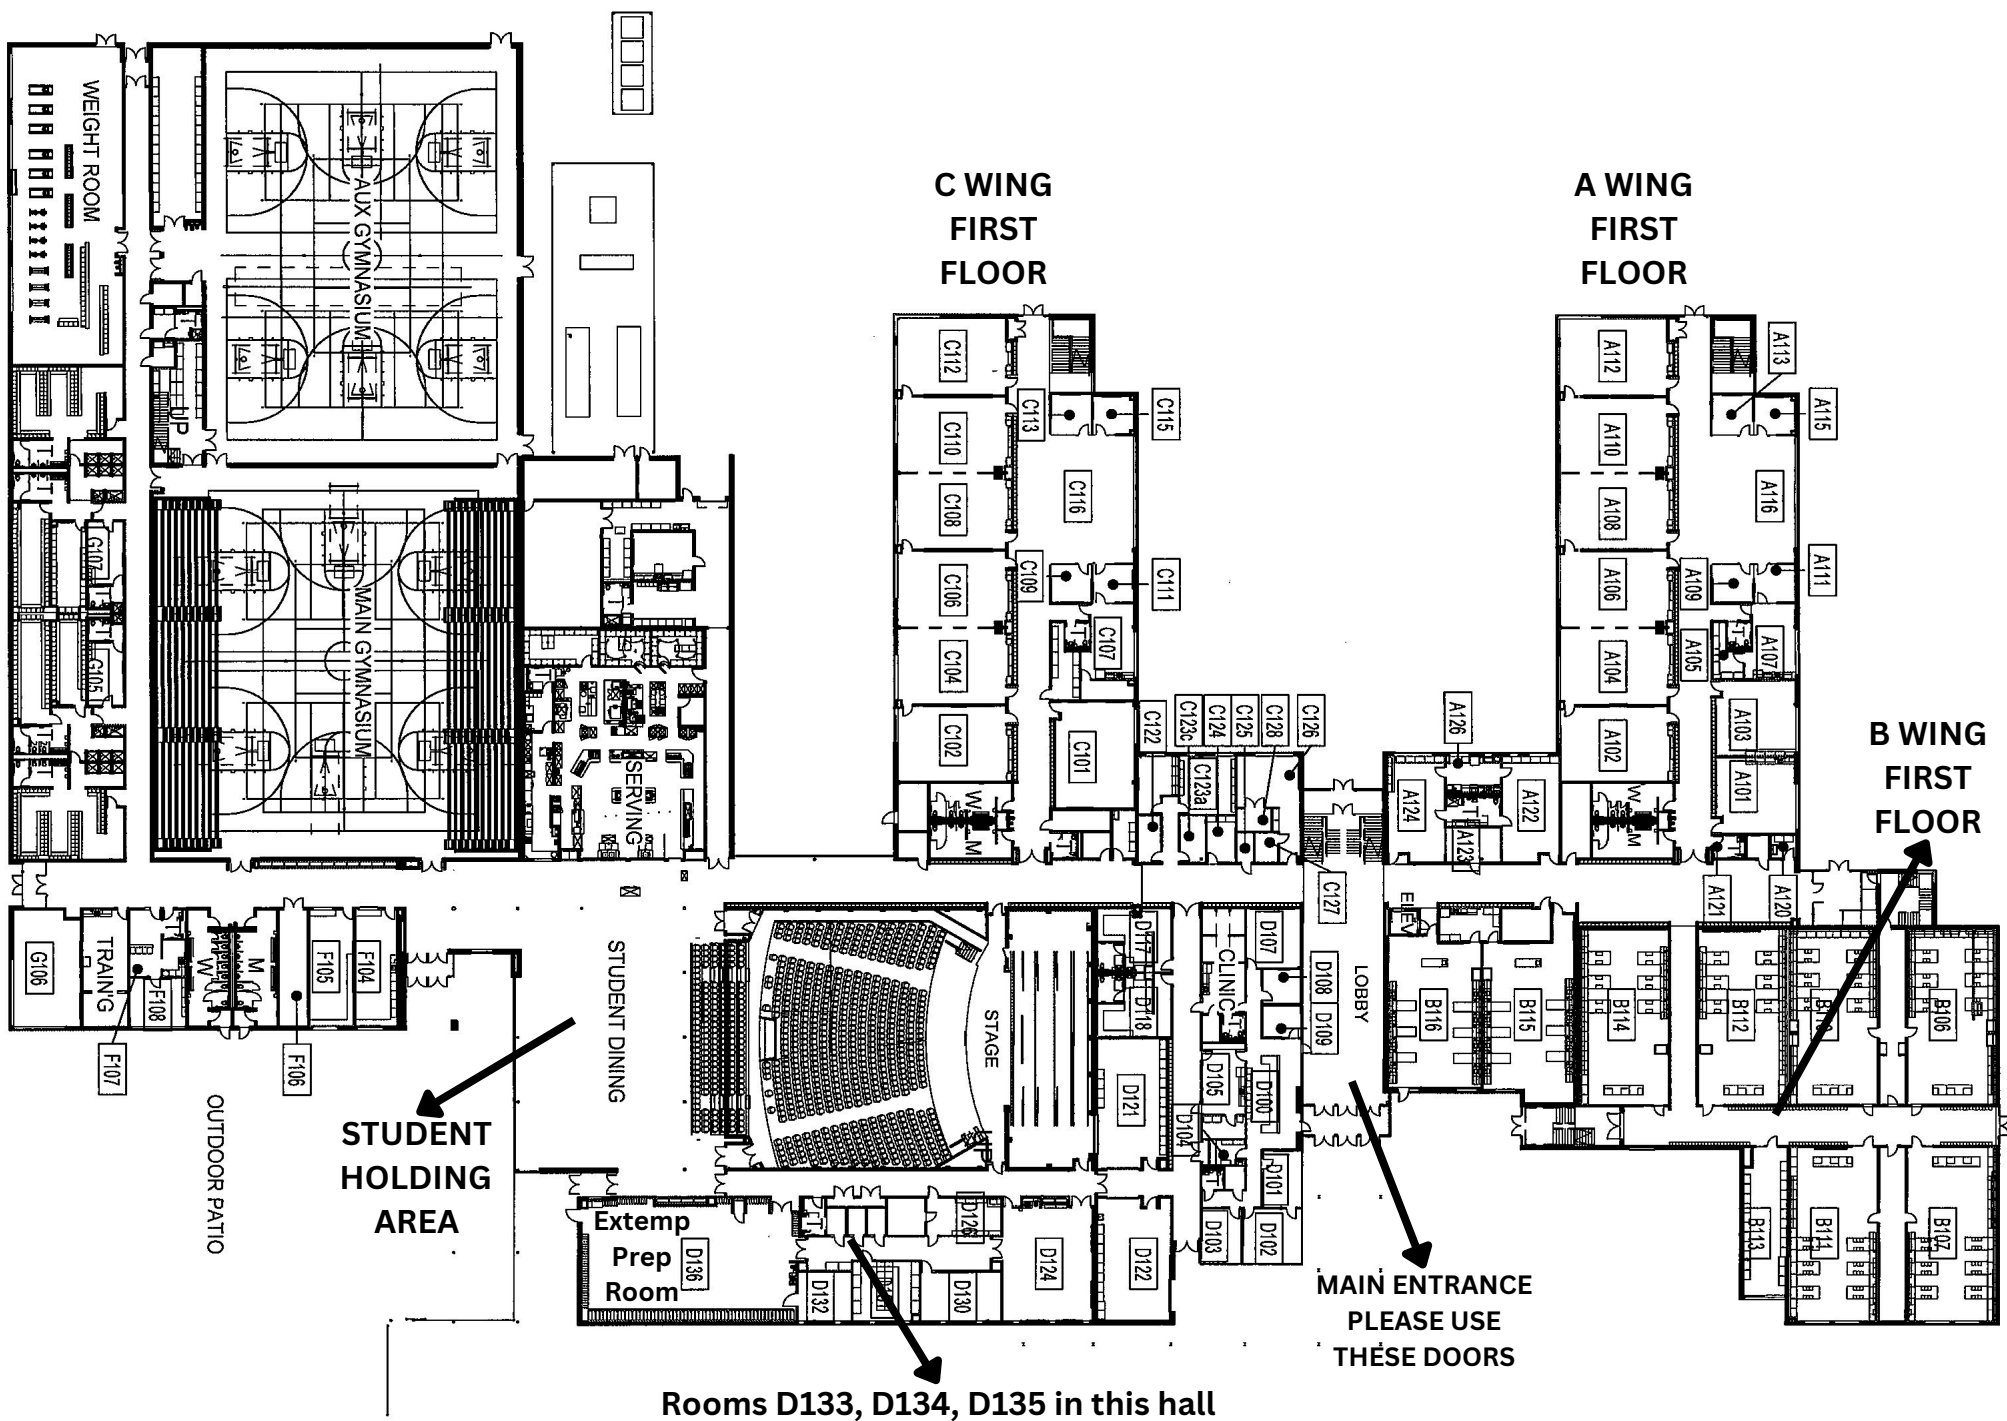 C WING
FIRST
FLOOR
A WING
FIRST
FLOOR
B WING
FIRST
FLOOR
WEIGHT ROOM
AUX GYMNASIUM
UP
MAIN GYMNASIUM
G107
G105
SERVING
C112
C110
C108
C106
C104
C102
C113
C115
C116
C109
C111
C107
C101
W
M
C122
C123c
C124
C125
C128
C126
C123a
C127
A112
A110
A108
A106
A104
A102
A113
A115
A116
A109
A111
A105
A107
A103
A101
A126
A124
A122
A123
W
M
A121
A120
ELEV
G106
TRAIN'G
F108
W
M
F105
F104
F107
F106
OUTDOOR PATIO
STUDENT DINING
STUDENT
HOLDING
AREA
STAGE
UP
D117
D118
D121
CLINIC
D107
D108
D109
D105
D100
D104
D101
D103
D102
LOBBY
B116
B115
B114
B112
B106
B113
B111
B107
Extemp
Prep
Room
D136
D132
D126
D130
D124
D122
MAIN ENTRANCE
PLEASE USE
THESE DOORS
Rooms D133, D134, D135 in this hall